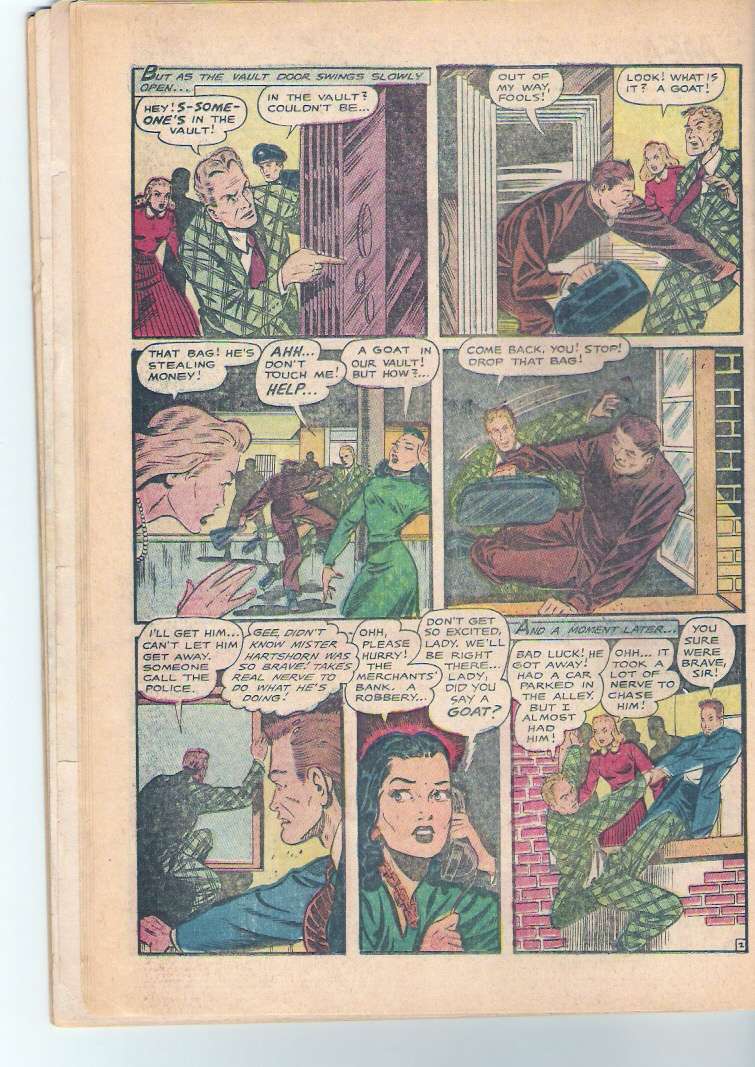 BUT AS THE VAULT DOOR SWINGS SLOWLY
OPEN...
HEY! S-SOME-
ONE'S IN THE
VAULT!
IN THE VAULT?
COULDN'T BE...
OUT OF
MY WAY,
FOOLS!
LOOK! WHAT IS
IT? A GOAT!
THAT BAG! HE'S
STEALING
MONEY!
AHH...
DON'T
TOUCH ME!
HELP...
A GOAT IN
OUR VAULT!
BUT HOW?...
COME BACK, YOU! STOP!
DROP THAT BAG!
I'LL GET HIM...
CAN'T LET HIM
GET AWAY.
SOMEONE
CALL THE
POLICE.
GEE, DIDN'T
KNOW MISTER
HARTSHORN WAS
SO BRAVE! TAKES
REAL NERVE TO
DO WHAT HE'S
DOING!
OHH,
PLEASE
HURRY!
THE
MERCHANTS'
BANK. A
ROBBERY...
DON'T GET
SO EXCITED,
LADY. WE'LL
BE RIGHT
THERE...
LADY,
DID YOU
SAY A
GOAT?
AND A MOMENT LATER...
BAD LUCK! HE
GOT AWAY!
HAD A CAR
PARKED IN
THE ALLEY,
BUT I
ALMOST
HAD
HIM!
OHH... IT
TOOK A
LOT OF
NERVE TO
CHASE
HIM!
YOU
SURE
WERE
BRAVE,
SIR!
2